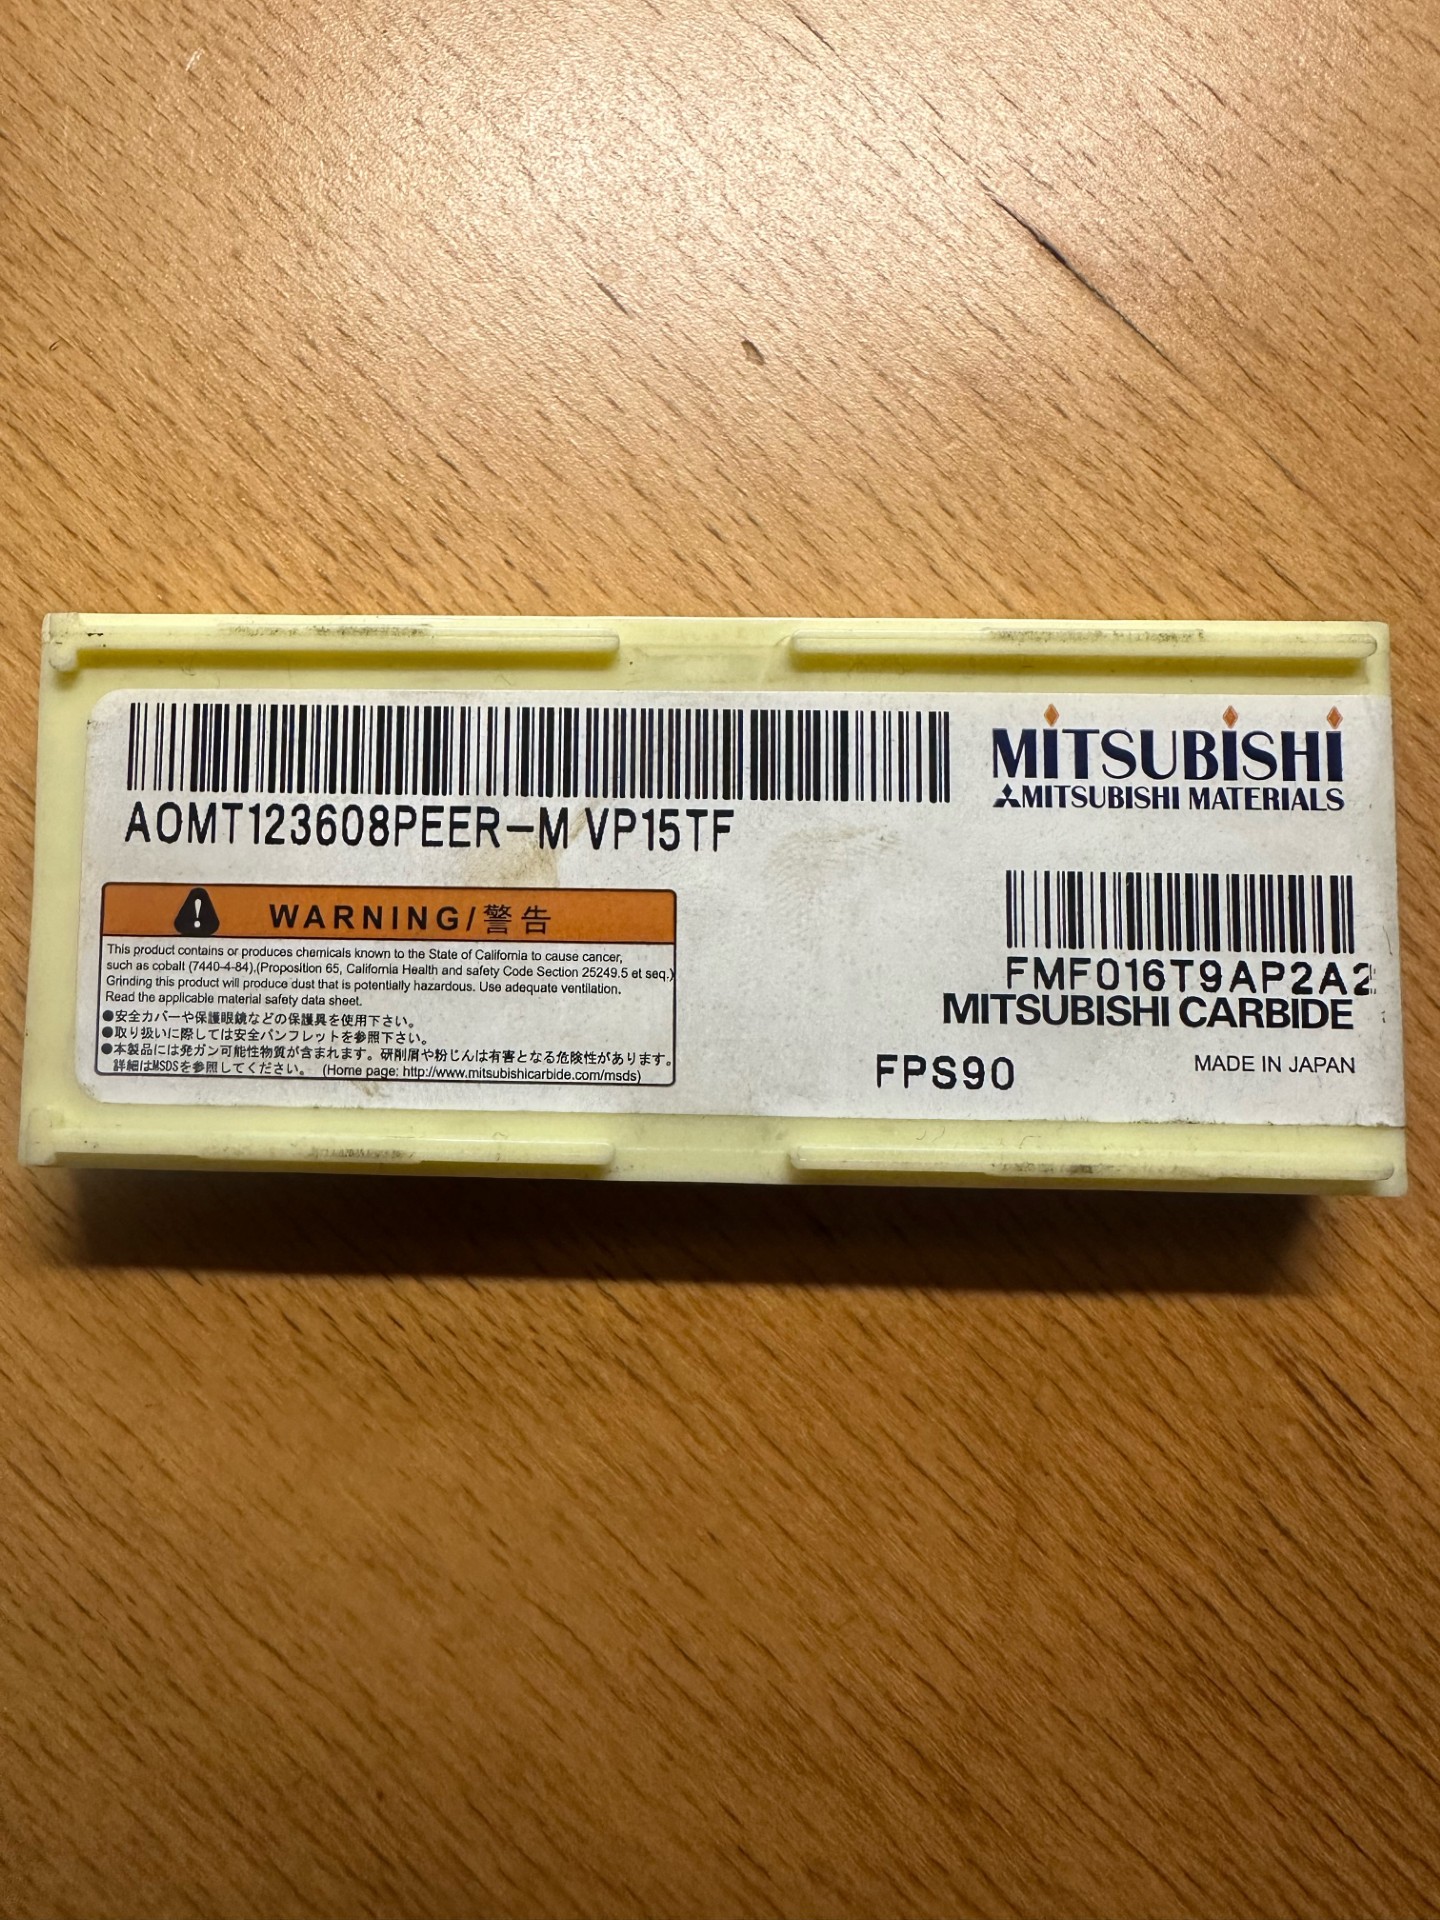 MITSUBISHI
MITSUBISHI MATERIALS
AOMT123608PEER-M VP15TF
WARNING/警告
This product contains or produces chemicals known to the State of California to cause cancer,
such as cobalt (7440-4-84).(Proposition 65, California Health and safety Code Section 25249.5 et seq.)
Grinding this product will produce dust that is potentially hazardous. Use adequate ventilation.
Read the applicable material safety data sheet.
●安全カバーや保護眼鏡などの保護具を使用下さい。
●取り扱いに際しては安全パンフレットを参照下さい。
●本製品には発ガン可能性物質が含まれます。研削屑や粉じんは有害となる危険性があります。
詳細はMSDSを参照してください。 (Home page: http://www.mitsubishicarbide.com/msds)
FMF016T9AP2A2
MITSUBISHI CARBIDE
FPS90
MADE IN JAPAN